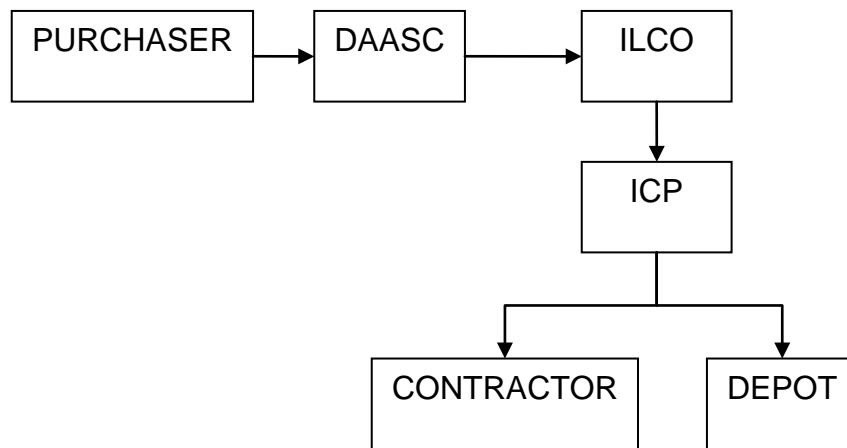 PURCHASER
DAASC
ILCO
ICP
CONTRACTOR
DEPOT